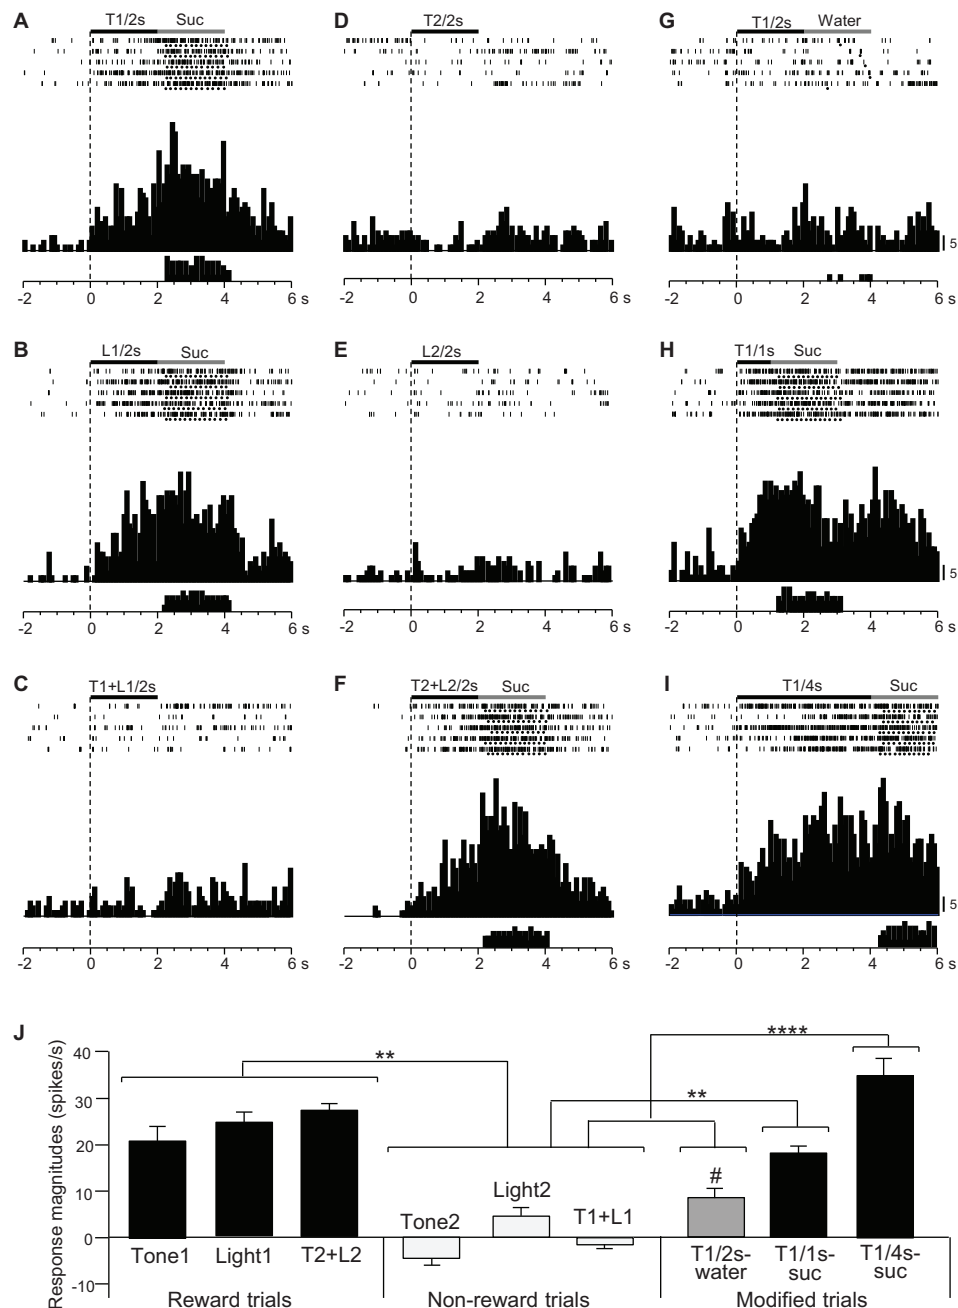 A
T1/2s Suc
-2 0 2 4 6 s
D
T2/2s
-2 0 2 4 6 s
G
T1/2s Water
5
-2 0 2 4 6 s
B
L1/2s Suc
-2 0 2 4 6 s
E
L2/2s
-2 0 2 4 6 s
H
T1/1s Suc
5
-2 0 2 4 6 s
C
T1+L1/2s
-2 0 2 4 6 s
F
T2+L2/2s Suc
-2 0 2 4 6 s
I
T1/4s Suc
5
-2 0 2 4 6 s
J
Response magnitudes (spikes/s)
40
30
20
10
0
-10
**
**
****
#
Tone1 Light1 T2+L2
Tone2 Light2 T1+L1
T1/2s-
water
T1/1s-
suc
T1/4s-
suc
Reward trials Non-reward trials Modified trials